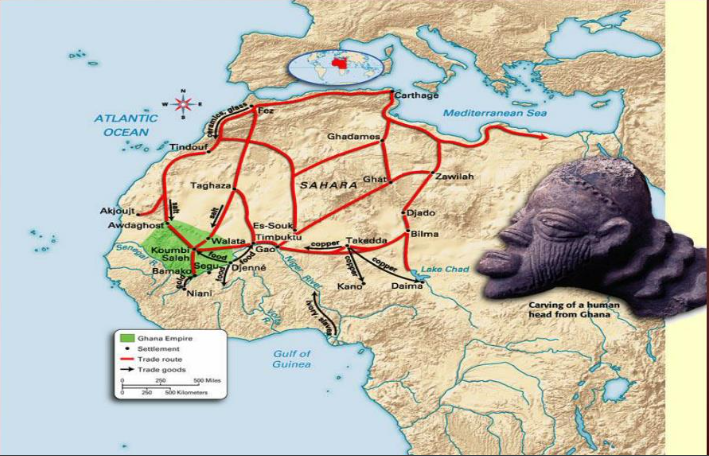 ATLANTIC
OCEAN
N
W
E
S
ceramics, glass
Fez
Carthage
Mediterranean Sea
Tindouf
Ghadames
Taghaza
SAHARA
Ghat
Zawilah
Akjoujt
salt
salt
Awdaghost
Djado
Es-Souk
Walata
Timbuktu
Takedda
Bilma
Senegal R.
Koumbi
Saleh
food
food
food
Gao
copper
copper
copper
Lake Chad
Bamako
Segu
Djenné
Niger River
Niani
Kano
Daima
ivory, slaves
Gulf of
Guinea
Carving of a human
head from Ghana
Ghana Empire
Settlement
Trade route
Trade goods
0 250 500 Miles
0 250 500 Kilometers